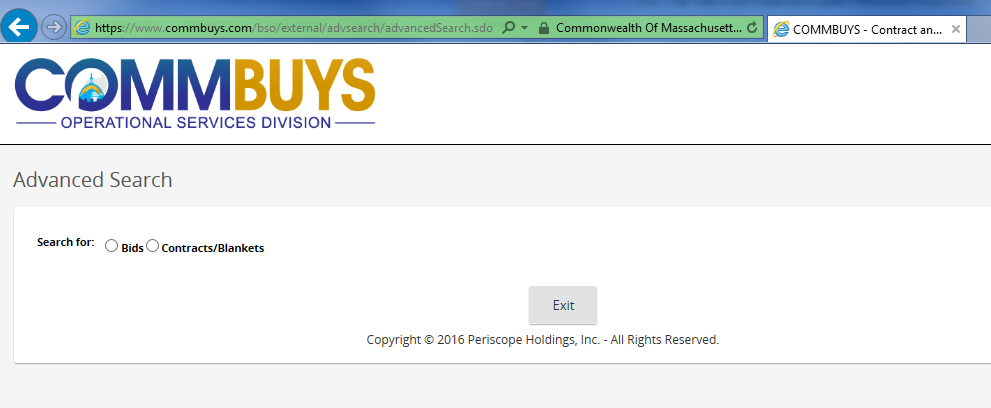 https://www.commbuys.com/bso/external/advsearch/advancedSearch.sdo
Commonwealth Of Massachusett...
COMMBUYS - Contract an...
COMMBUYS
OPERATIONAL SERVICES DIVISION
Advanced Search
Search for: Bids Contracts/Blankets
Exit
Copyright © 2016 Periscope Holdings, Inc. - All Rights Reserved.